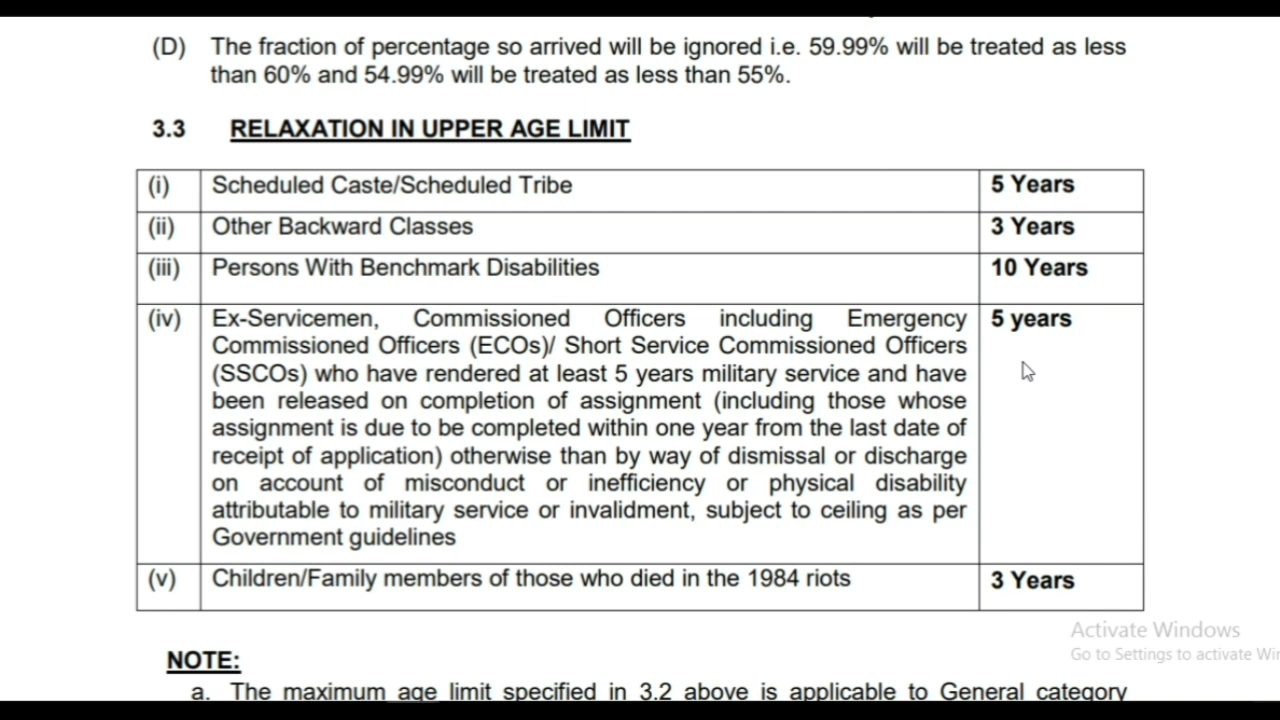 (D) The fraction of percentage so arrived will be ignored i.e. 59.99% will be treated as less
than 60% and 54.99% will be treated as less than 55%.
3.3 RELAXATION IN UPPER AGE LIMIT
(i) Scheduled Caste/Scheduled Tribe 5 Years
(ii) Other Backward Classes 3 Years
(iii) Persons With Benchmark Disabilities 10 Years
(iv) Ex-Servicemen, Commissioned Officers including Emergency 5 years
Commissioned Officers (ECOs)/ Short Service Commissioned Officers
(SSCOs) who have rendered at least 5 years military service and have
been released on completion of assignment (including those whose
assignment is due to be completed within one year from the last date of
receipt of application) otherwise than by way of dismissal or discharge
on account of misconduct or inefficiency or physical disability
attributable to military service or invalidment, subject to ceiling as per
Government guidelines
(v) Children/Family members of those who died in the 1984 riots 3 Years
Activate Windows
Go to Settings to activate Wi
NOTE:
a. The maximum age limit specified in 3.2 above is applicable to General category